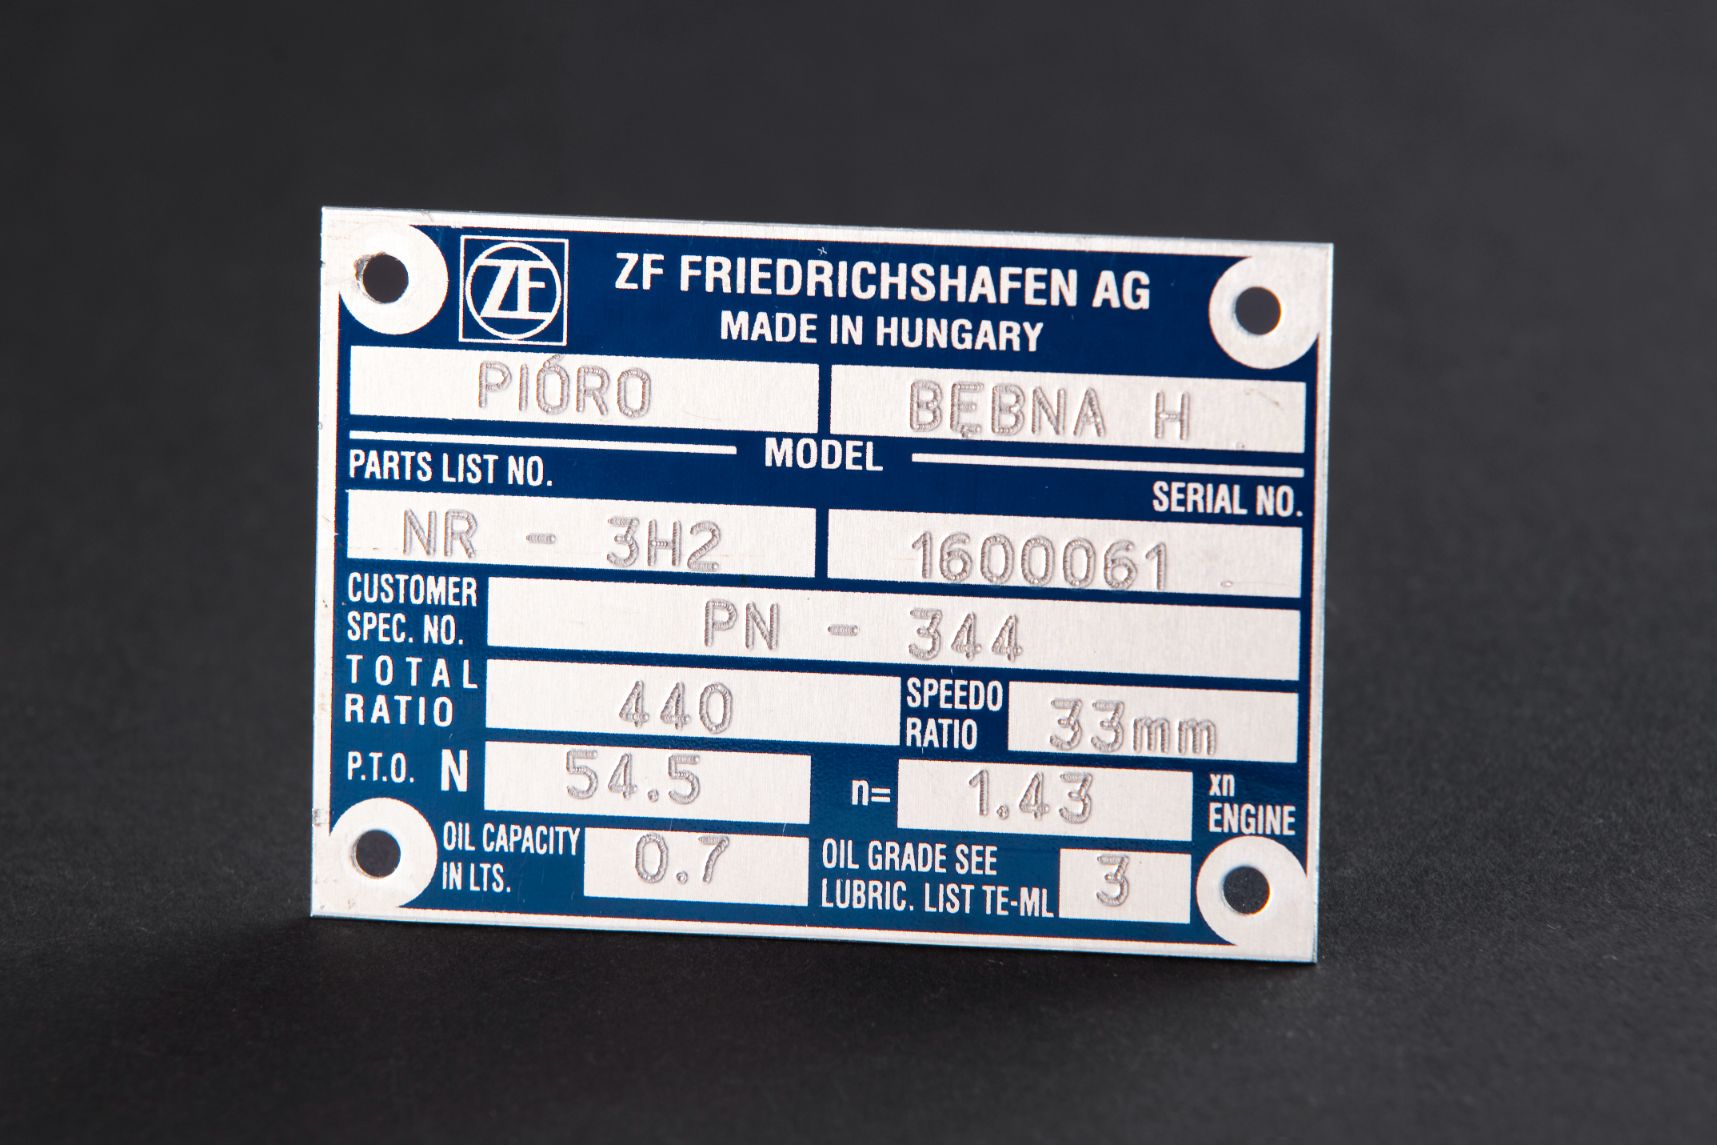 ZF ZF FRIEDRICHSHAFEN AG
MADE IN HUNGARY
PIÓRO BĘBNA H
MODEL
PARTS LIST NO. SERIAL NO.
NR - 3H2 1600061
CUSTOMER
SPEC. NO. PN - 344
TOTAL
RATIO 440 SPEEDO
RATIO 33mm
P.T.O. N 54.5 n= 1.43 xn
ENGINE
OIL CAPACITY
IN LTS. 0.7 OIL GRADE SEE
LUBRIC. LIST TE-ML 3